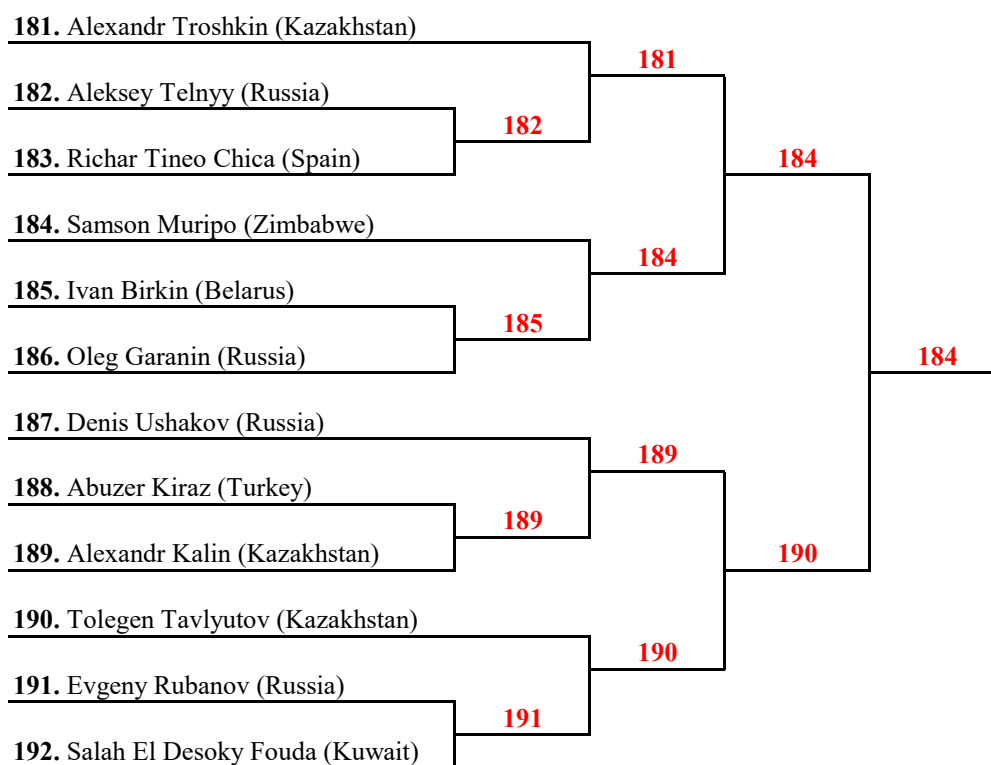 181. Alexandr Troshkin (Kazakhstan)
181
182. Aleksey Telnyy (Russia)
182
183. Richar Tineo Chica (Spain)
184
184. Samson Muripo (Zimbabwe)
184
185. Ivan Birkin (Belarus)
185
186. Oleg Garanin (Russia)
184
187. Denis Ushakov (Russia)
189
188. Abuzer Kiraz (Turkey)
189
189. Alexandr Kalin (Kazakhstan)
190
190. Tolegen Tavlyutov (Kazakhstan)
190
191. Evgeny Rubanov (Russia)
191
192. Salah El Desoky Fouda (Kuwait)